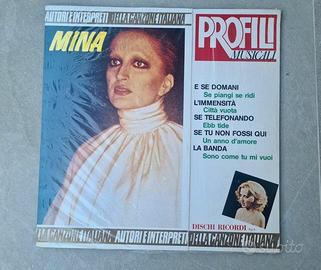 AUTORI E INTERPRETI DELLA CANZONE ITALIANA
MINA
PROFILI
MUSICALI
E SE DOMANI
Se piangi se ridi
L'IMMENSITÀ
Città vuota
SE TELEFONANDO
Ebb tide
SE TU NON FOSSI QUI
Un anno d'amore
LA BANDA
Sono come tu mi vuoi
DISCHI RICORDI
LA CANZONE ITALIANA AUTORI E INTERPRETI DELLA CANZONE ITALIANA
subito